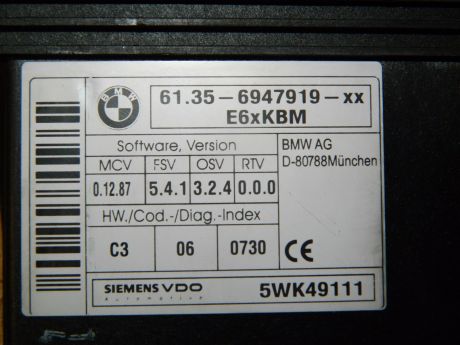 BMW
61.35-6947919-xx
E6xKBM
Software, Version
MCV FSV OSV RTV
0.12.87 5.4.1 3.2.4 0.0.0
HW./Cod.-/Diag.-Index
C3 06 0730
BMW AG
D-80788München
CE
SIEMENS VDO
Automotive
5WK49111